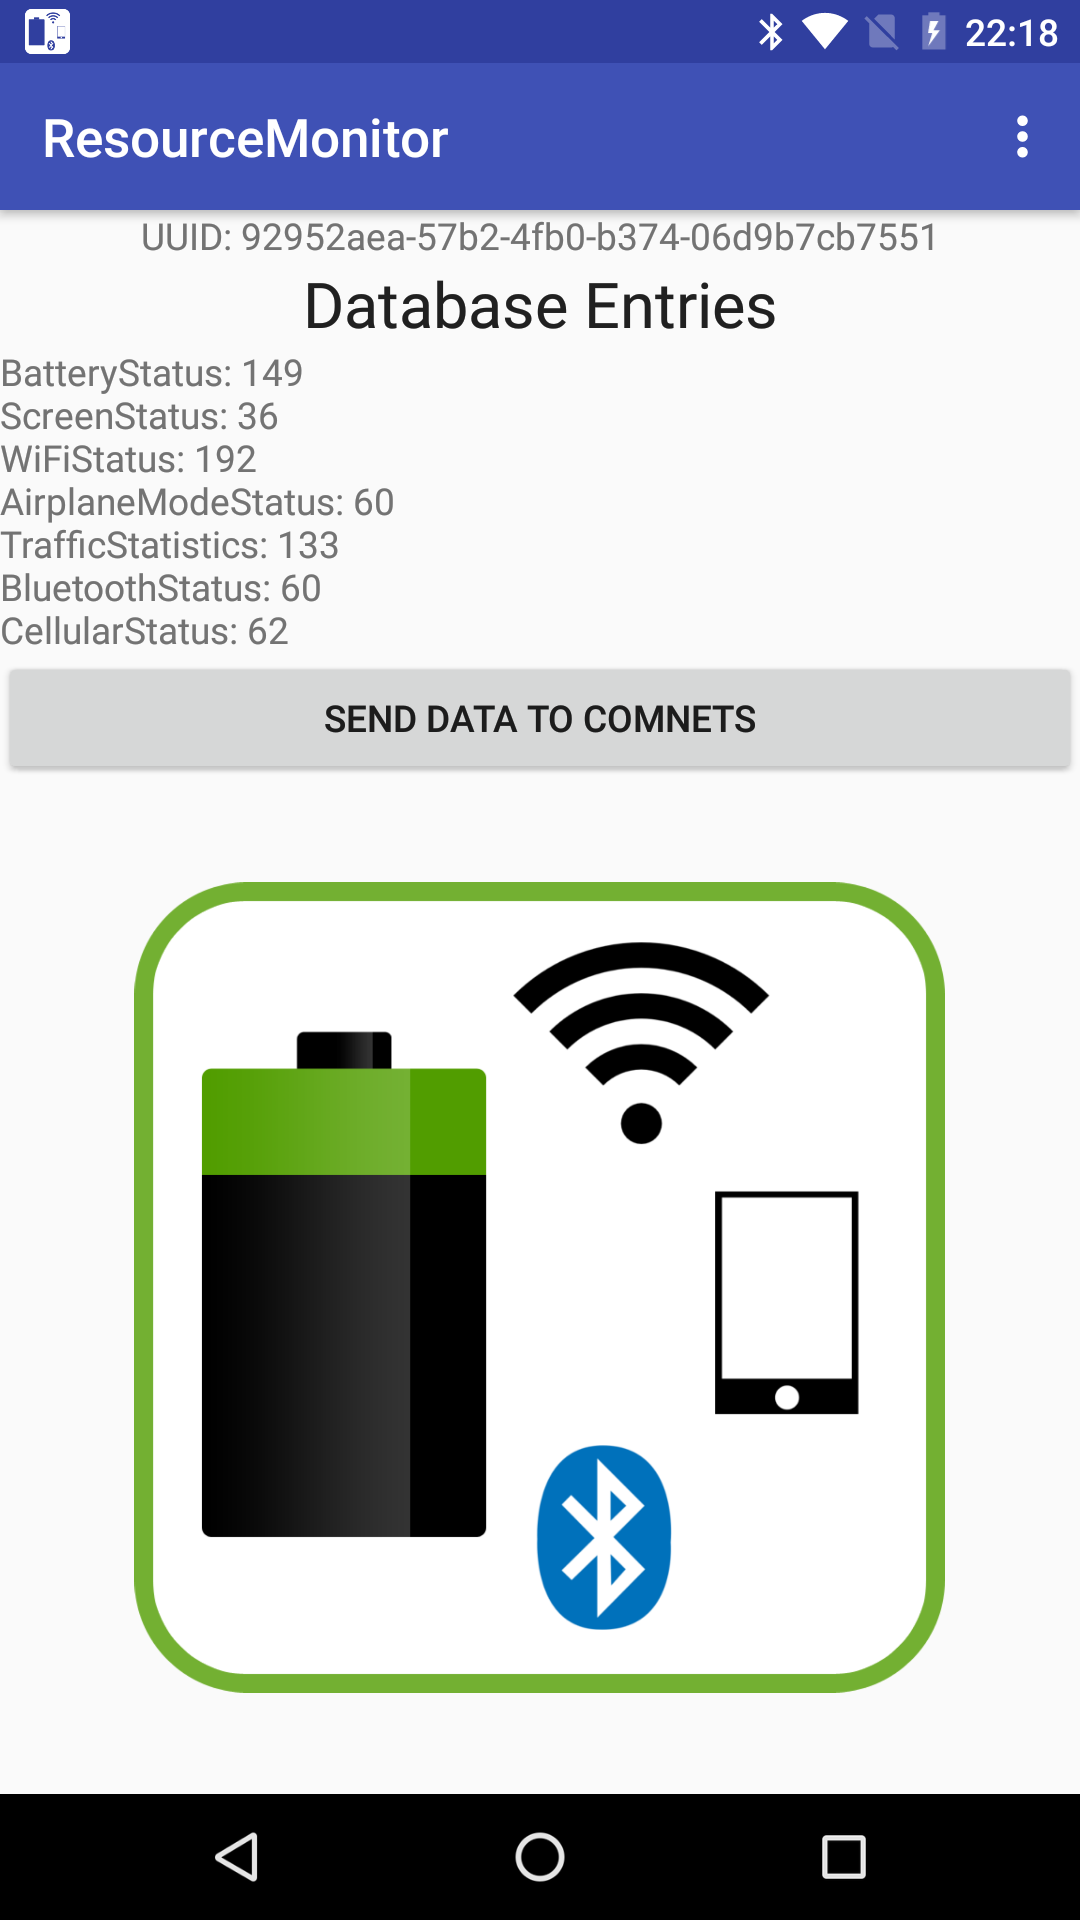 22:18
ResourceMonitor
UUID: 92952aea-57b2-4fb0-b374-06d9b7cb7551
Database Entries
BatteryStatus: 149
ScreenStatus: 36
WiFiStatus: 192
AirplaneModeStatus: 60
TrafficStatistics: 133
BluetoothStatus: 60
CellularStatus: 62
SEND DATA TO COMNETS